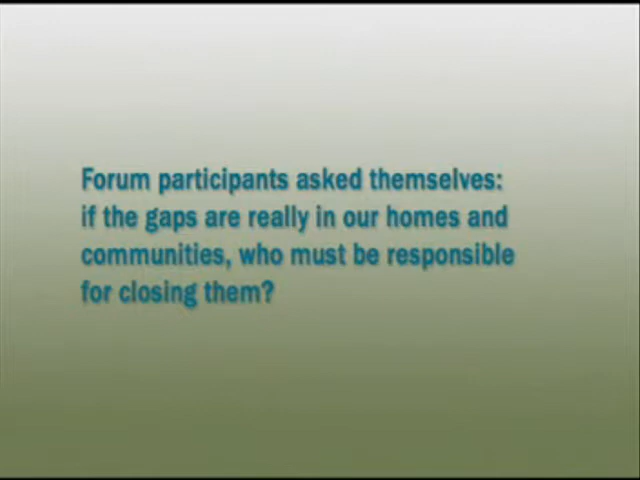 Forum participants asked themselves:
if the gaps are really in our homes and
communities, who must be responsible
for closing them?